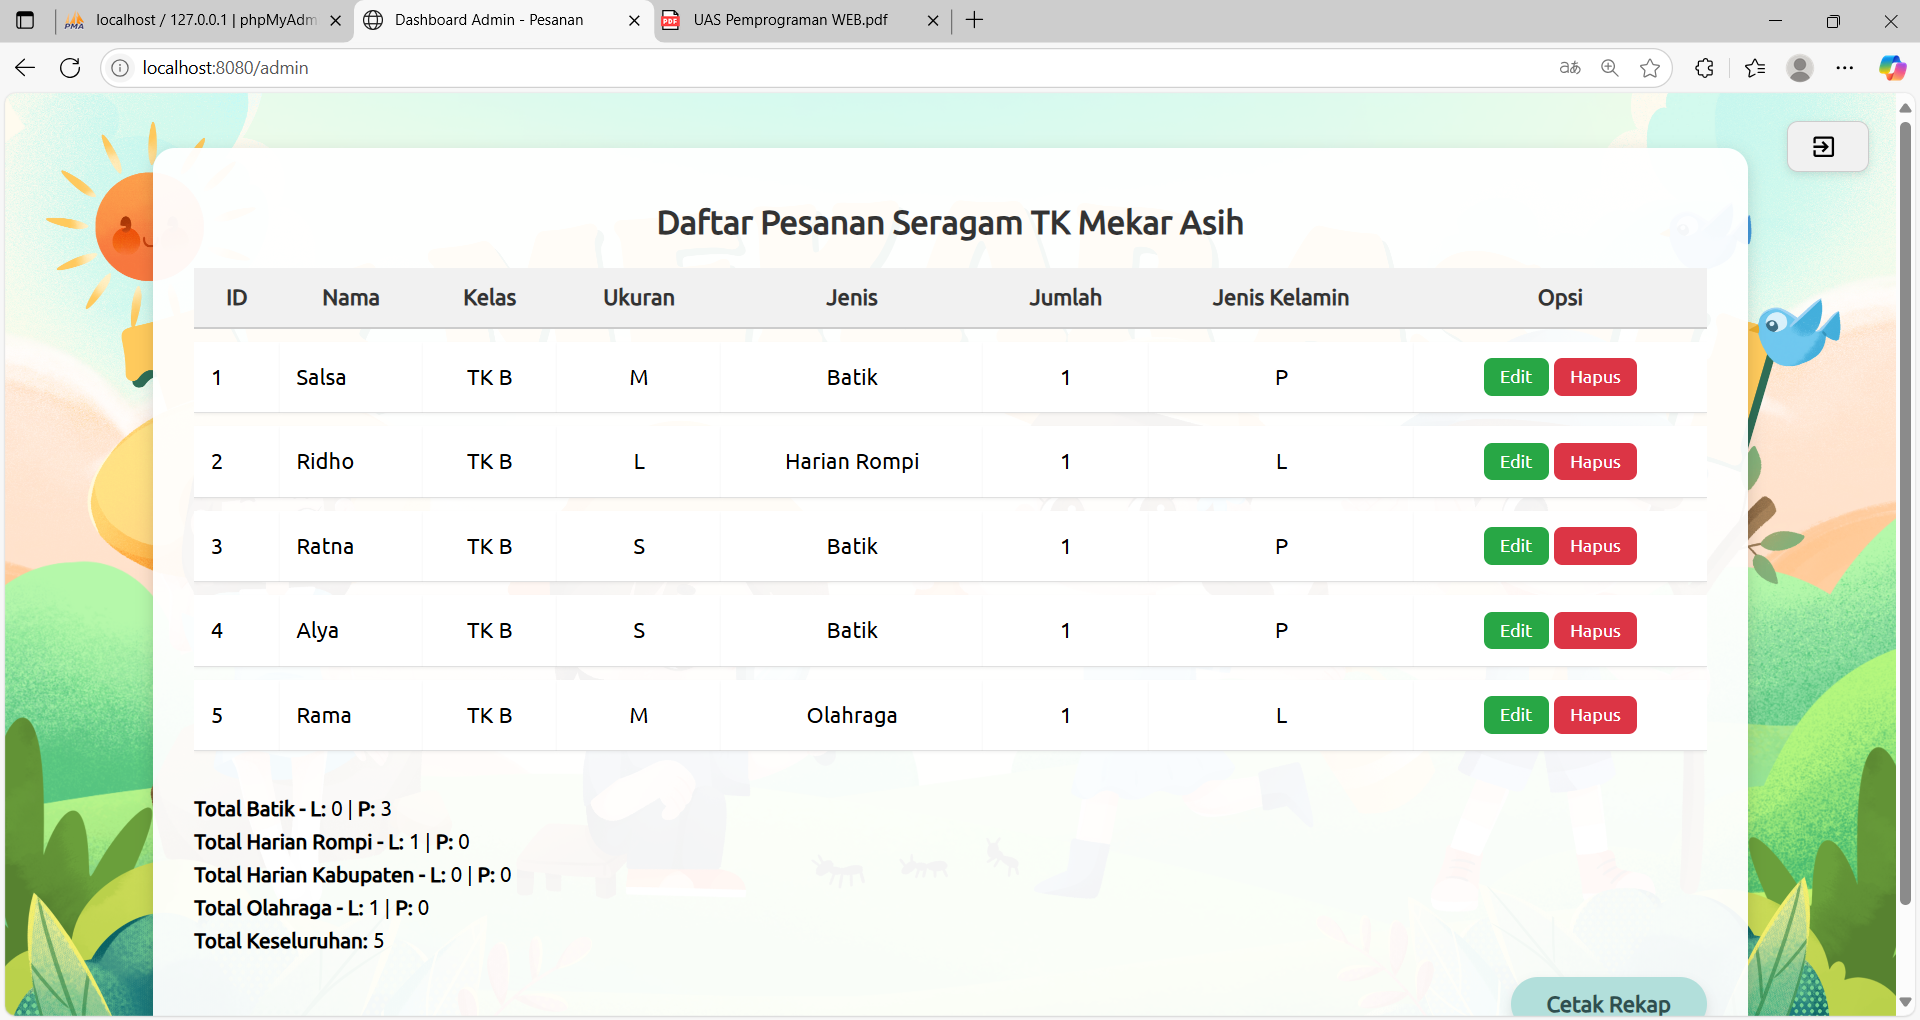 localhost / 127.0.0.1 | phpMyAdm
Dashboard Admin - Pesanan
UAS Pemprograman WEB.pdf
localhost:8080/admin
Daftar Pesanan Seragam TK Mekar Asih
ID Nama Kelas Ukuran Jenis Jumlah Jenis Kelamin Opsi
1 Salsa TK B M Batik 1 P Edit Hapus
2 Ridho TK B L Harian Rompi 1 L Edit Hapus
3 Ratna TK B S Batik 1 P Edit Hapus
4 Alya TK B S Batik 1 P Edit Hapus
5 Rama TK B M Olahraga 1 L Edit Hapus
Total Batik - L: 0 | P: 3
Total Harian Rompi - L: 1 | P: 0
Total Harian Kabupaten - L: 0 | P: 0
Total Olahraga - L: 1 | P: 0
Total Keseluruhan: 5
Cetak Rekap